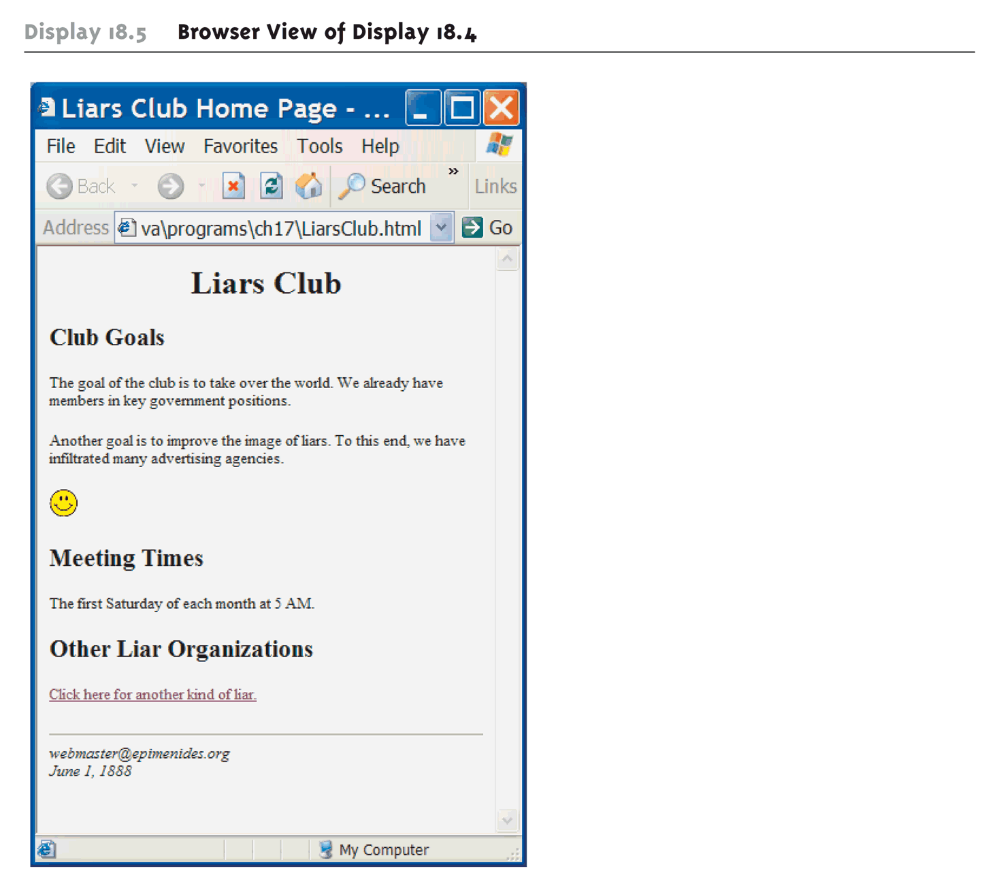 Display 18.5 Browser View of Display 18.4
Liars Club Home Page - ...
File Edit View Favorites Tools Help
Back Search » Links
Address va\programs\ch17\LiarsClub.html Go
Liars Club
Club Goals
The goal of the club is to take over the world. We already have
members in key government positions.
Another goal is to improve the image of liars. To this end, we have
infiltrated many advertising agencies.
Meeting Times
The first Saturday of each month at 5 AM.
Other Liar Organizations
Click here for another kind of liar.
webmaster@epimenides.org
June 1, 1888
My Computer